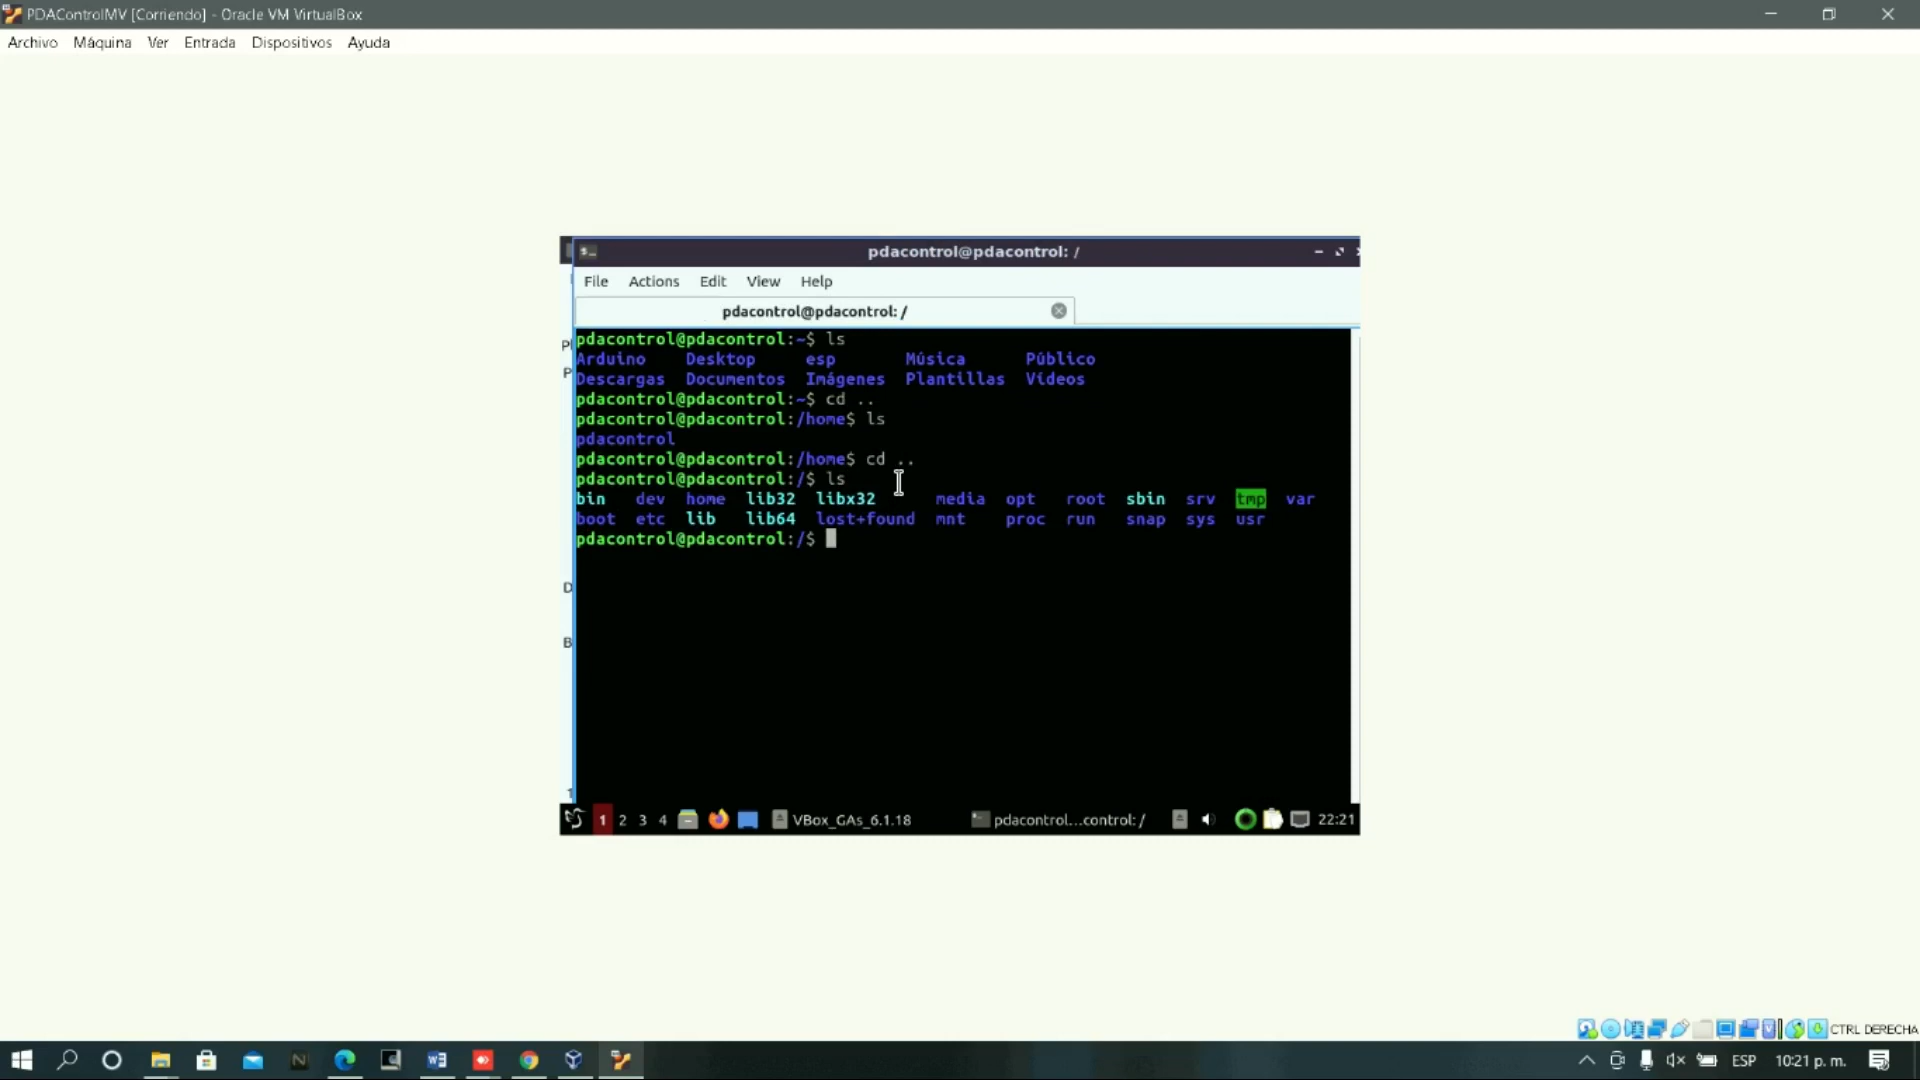 PDAControlMV [Corriendo] - Oracle VM VirtualBox
Archivo Máquina Ver Entrada Dispositivos Ayuda
pdacontrol@pdacontrol: /
File Actions Edit View Help
pdacontrol@pdacontrol: /
pdacontrol@pdacontrol:~$ ls
Arduino Desktop esp Música Público
Descargas Documentos Imágenes Plantillas Vídeos
pdacontrol@pdacontrol:~$ cd ..
pdacontrol@pdacontrol:/home$ ls
pdacontrol
pdacontrol@pdacontrol:/home$ cd ..
pdacontrol@pdacontrol:/$ ls
bin dev home lib32 libx32 media opt root sbin srv tmp var
boot etc lib lib64 lost+found mnt proc run snap sys usr
pdacontrol@pdacontrol:/$
1 2 3 4 VBox_GAs_6.1.18 pdacontrol...control: / 22:21
CTRL DERECHA
ESP 10:21 p. m.